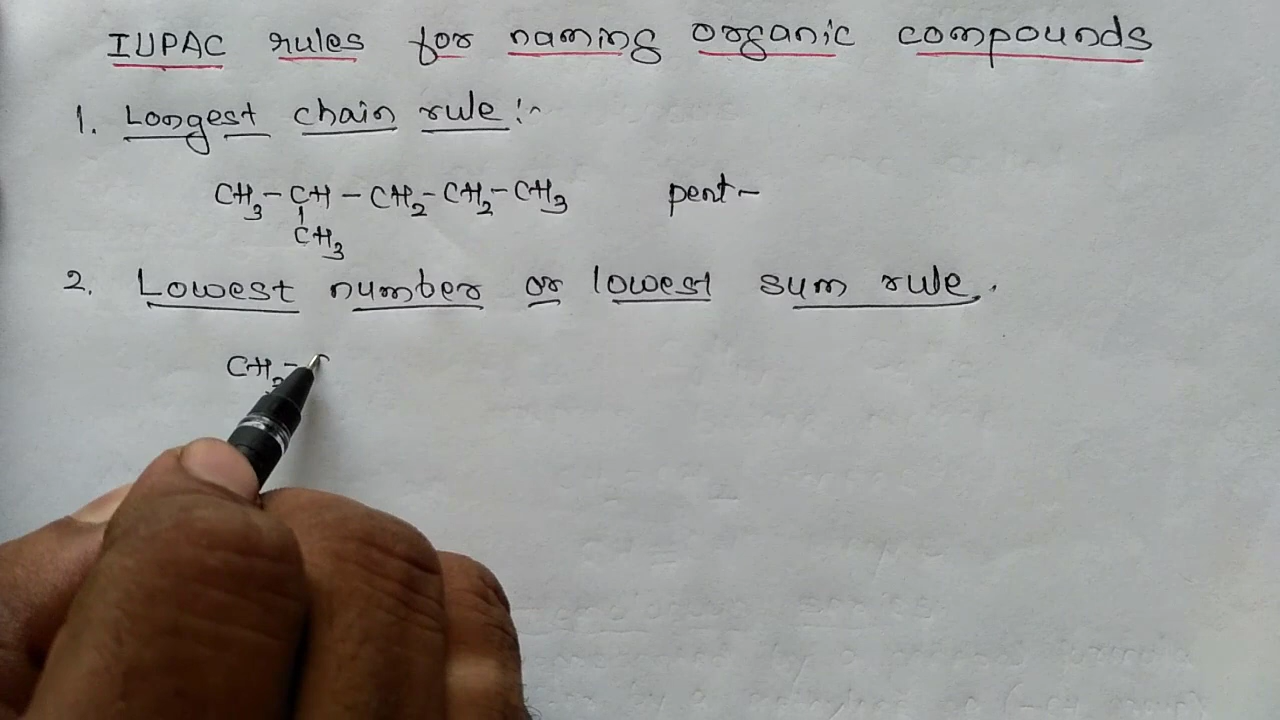 IUPAC rules for naming organic compounds
1. Longest chain rule :-
CH3 - CH - CH2 - CH2 - CH3 pent-
CH3
2. Lowest number or lowest sum rule.
CH3 -